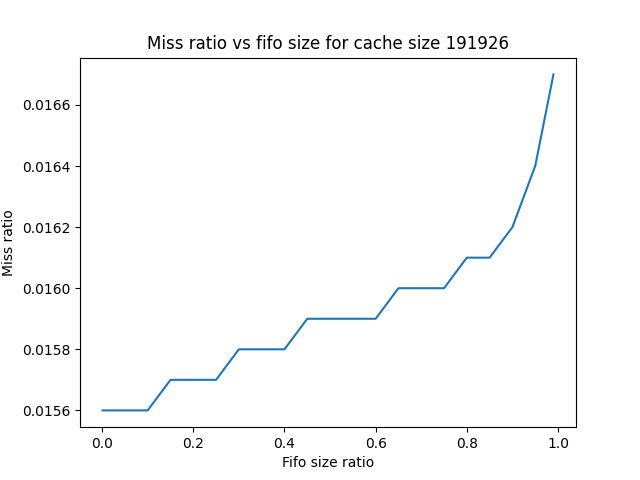 Miss ratio vs fifo size for cache size 191926
0.0166
0.0164
0.0162
0.0160
0.0158
0.0156
Miss ratio
0.0 0.2 0.4 0.6 0.8 1.0
Fifo size ratio